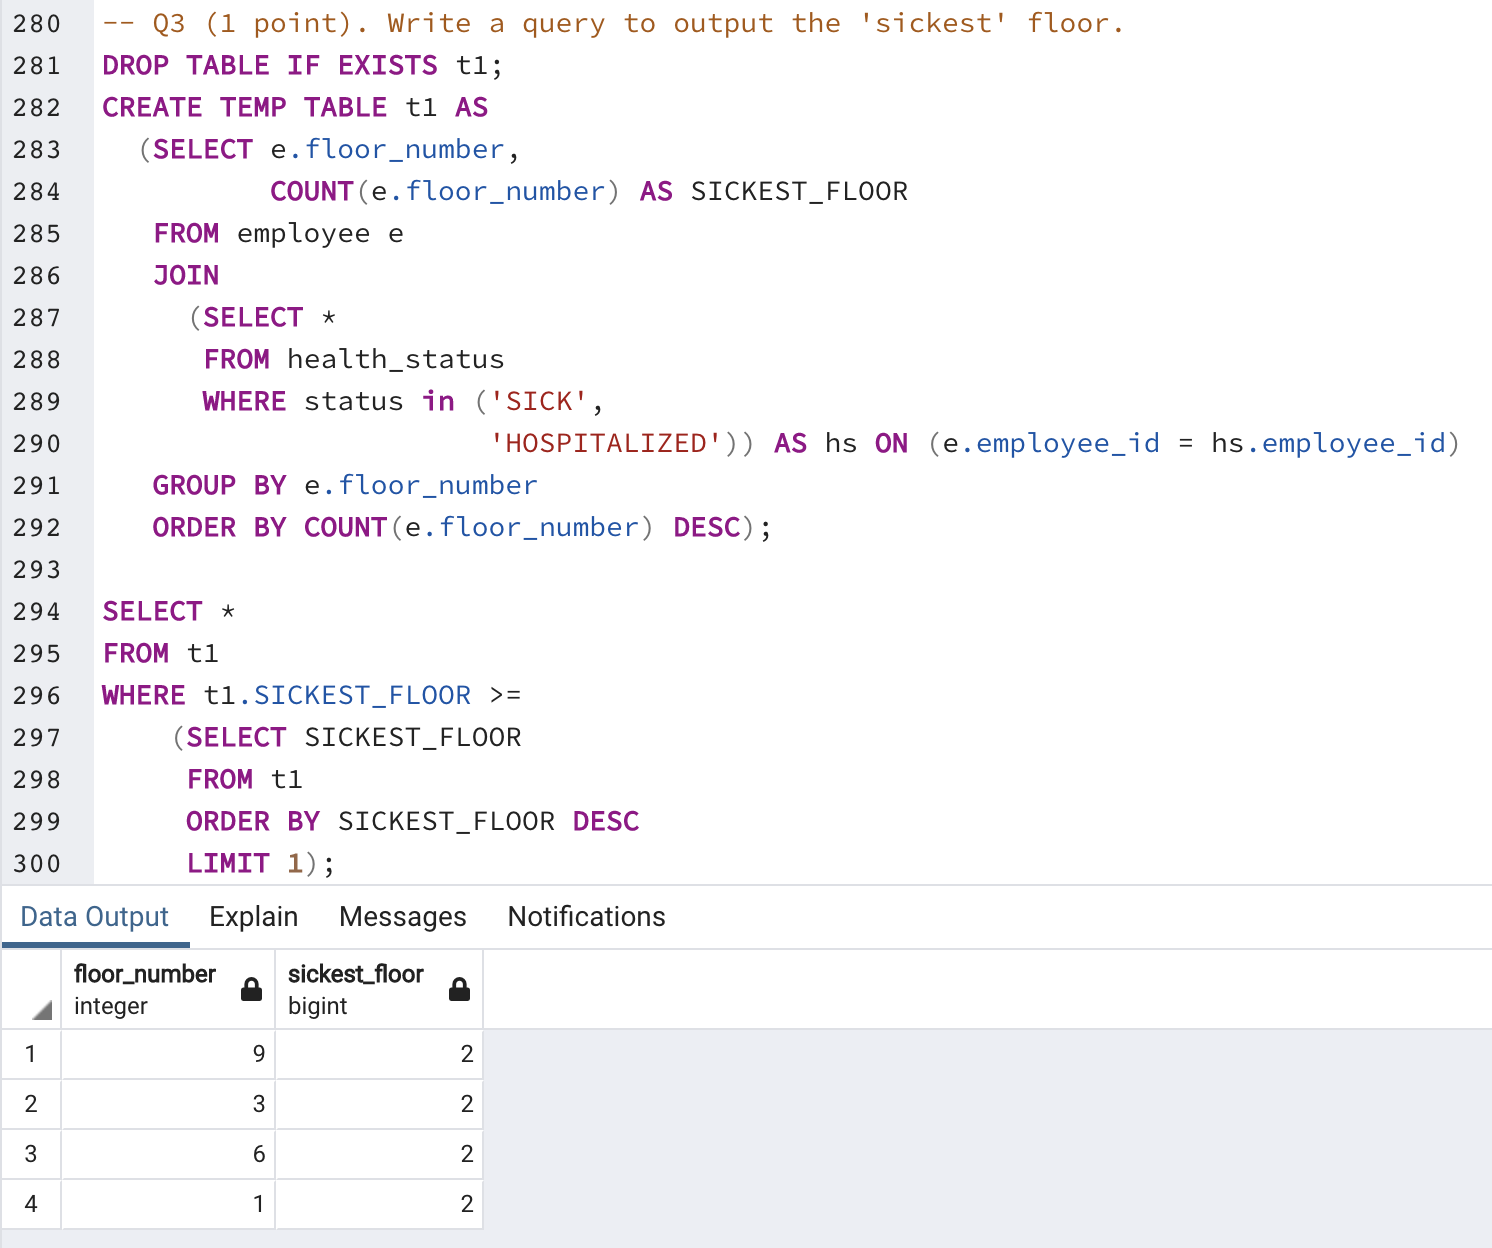 280 -- Q3 (1 point). Write a query to output the 'sickest' floor.
281 DROP TABLE IF EXISTS t1;
282 CREATE TEMP TABLE t1 AS
283 (SELECT e.floor_number,
284 COUNT(e.floor_number) AS SICKEST_FLOOR
285 FROM employee e
286 JOIN
287 (SELECT *
288 FROM health_status
289 WHERE status in ('SICK',
290 'HOSPITALIZED')) AS hs ON (e.employee_id = hs.employee_id)
291 GROUP BY e.floor_number
292 ORDER BY COUNT(e.floor_number) DESC);
293
294 SELECT *
295 FROM t1
296 WHERE t1.SICKEST_FLOOR >=
297 (SELECT SICKEST_FLOOR
298 FROM t1
299 ORDER BY SICKEST_FLOOR DESC
300 LIMIT 1);
Data Output Explain Messages Notifications
floor_number sickest_floor
integer bigint
1 9 2
2 3 2
3 6 2
4 1 2